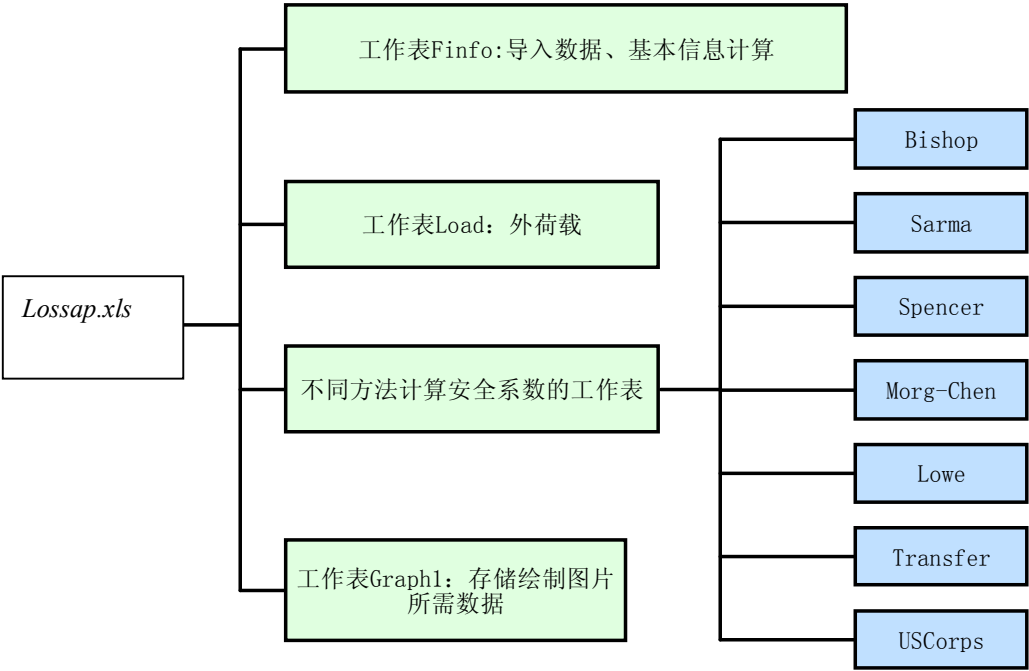 Lossap.xls
工作表Finfo:导入数据、基本信息计算
工作表Load：外荷载
不同方法计算安全系数的工作表
工作表Graph1：存储绘制图片
所需数据
Bishop
Sarma
Spencer
Morg-Chen
Lowe
Transfer
USCorps